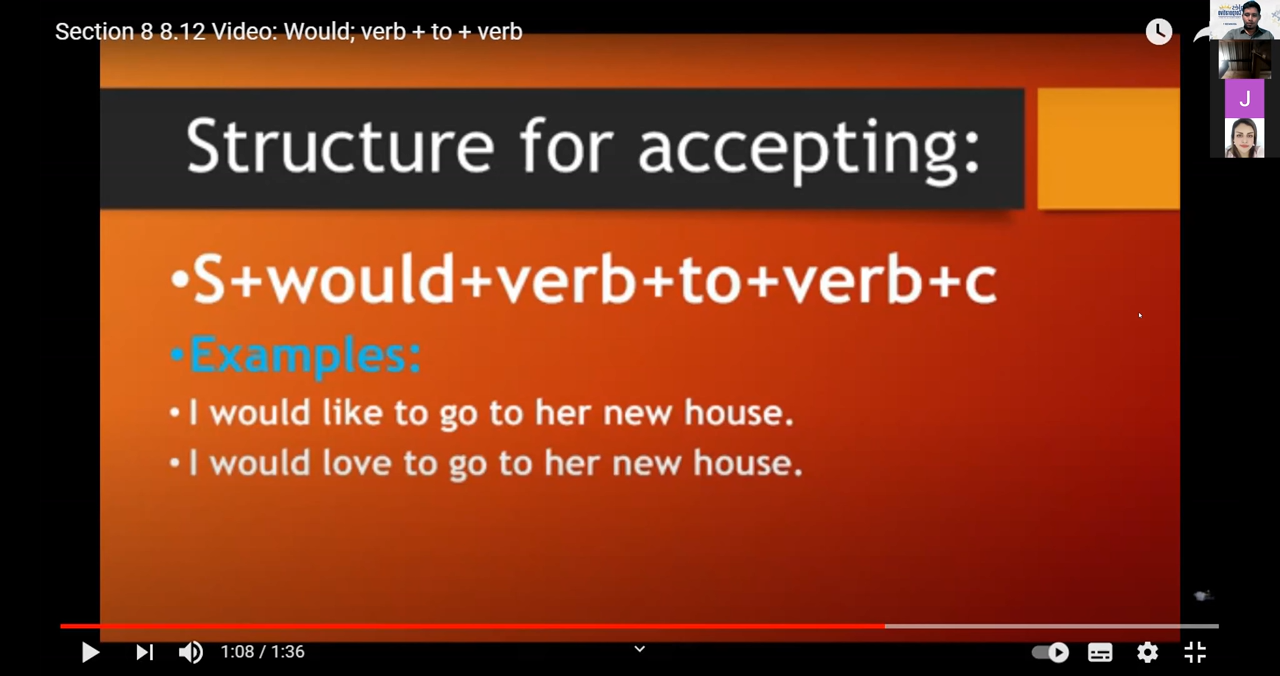 Section 8 8.12 Video: Would; verb + to + verb
Structure for accepting:
•S+would+verb+to+verb+c
•Examples:
• I would like to go to her new house.
• I would love to go to her new house.
J
1:08 / 1:36